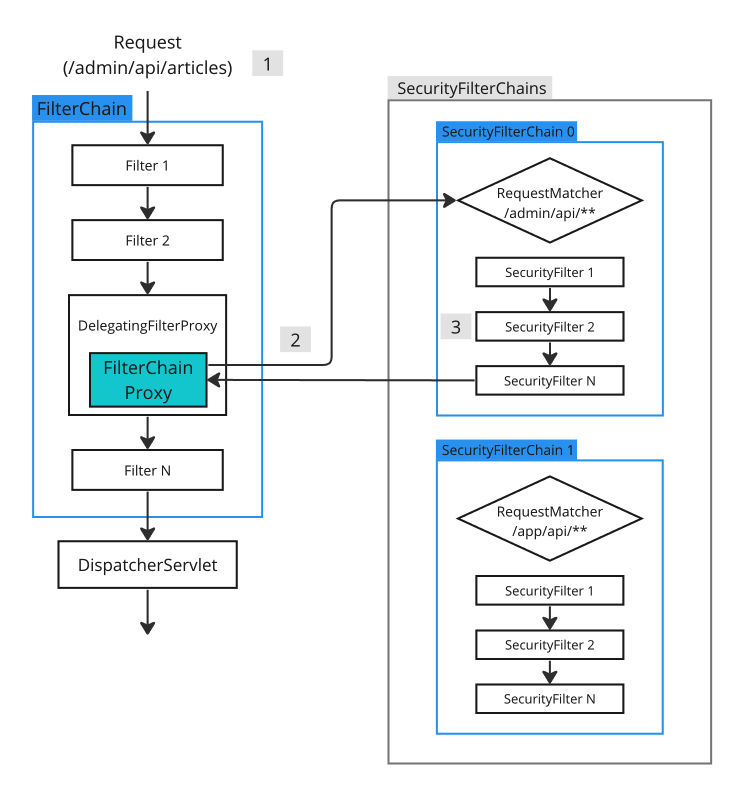 Request
(/admin/api/articles)
1
FilterChain
Filter 1
Filter 2
DelegatingFilterProxy
FilterChain
Proxy
Filter N
DispatcherServlet
2
SecurityFilterChains
SecurityFilterChain 0
RequestMatcher
/admin/api/**
SecurityFilter 1
3
SecurityFilter 2
SecurityFilter N
SecurityFilterChain 1
RequestMatcher
/app/api/**
SecurityFilter 1
SecurityFilter 2
SecurityFilter N